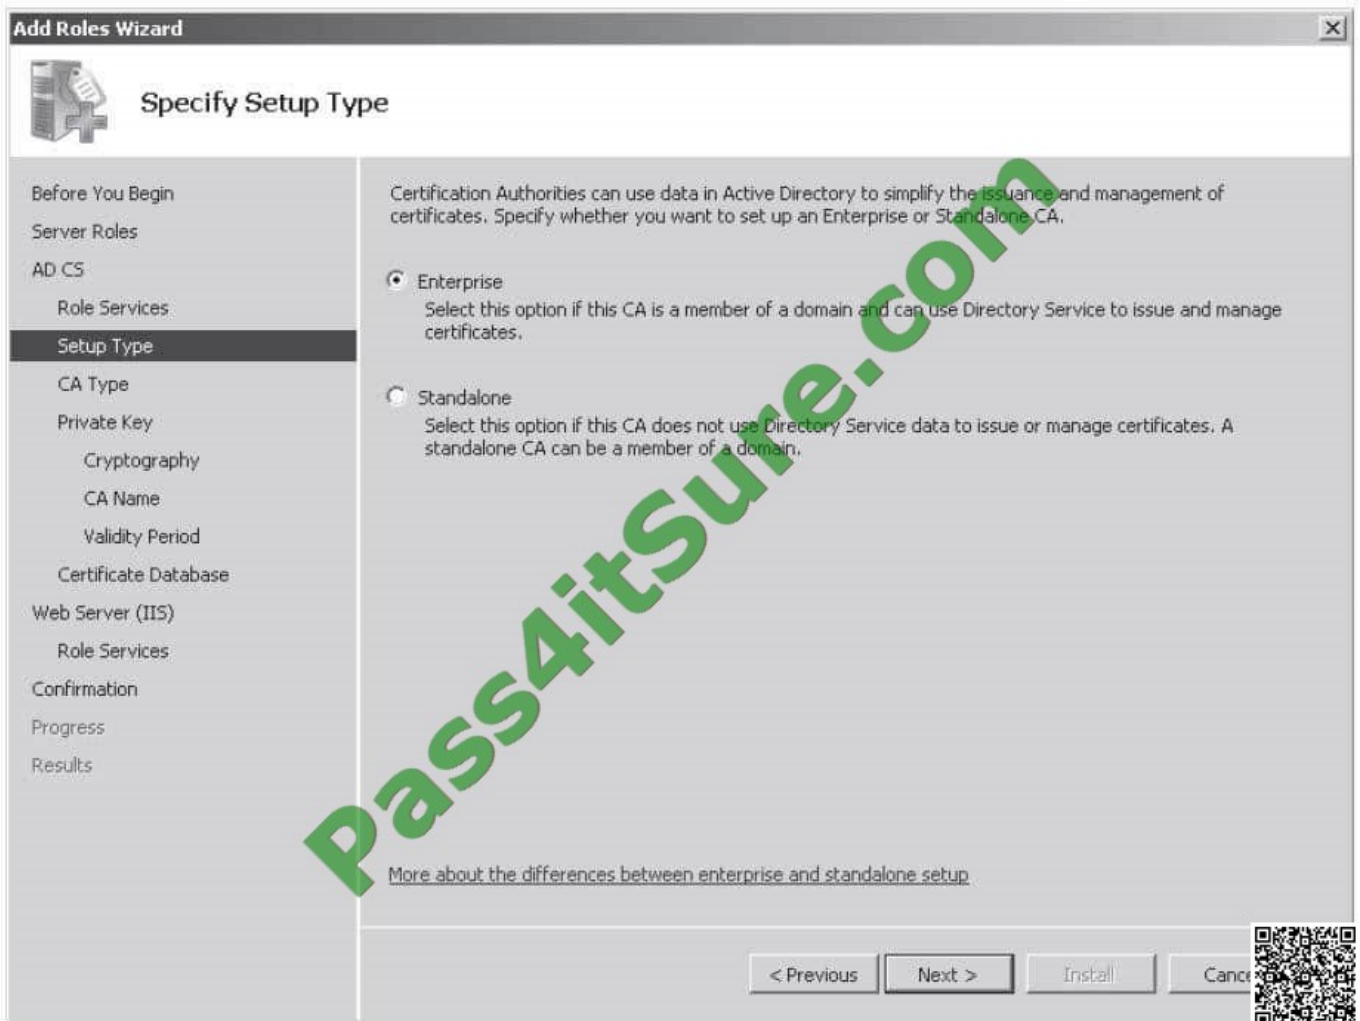 Add Roles Wizard
Specify Setup Type
Before You Begin
Server Roles
AD CS
Role Services
Setup Type
CA Type
Private Key
Cryptography
CA Name
Validity Period
Certificate Database
Web Server (IIS)
Role Services
Confirmation
Progress
Results
Certification Authorities can use data in Active Directory to simplify the issuance and management of
certificates. Specify whether you want to set up an Enterprise or Standalone CA.
Enterprise
Select this option if this CA is a member of a domain and can use Directory Service to issue and manage
certificates.
Standalone
Select this option if this CA does not use Directory Service data to issue or manage certificates. A
standalone CA can be a member of a domain.
More about the differences between enterprise and standalone setup
< Previous
Next >
Install
Cance
Pass4itSure.com